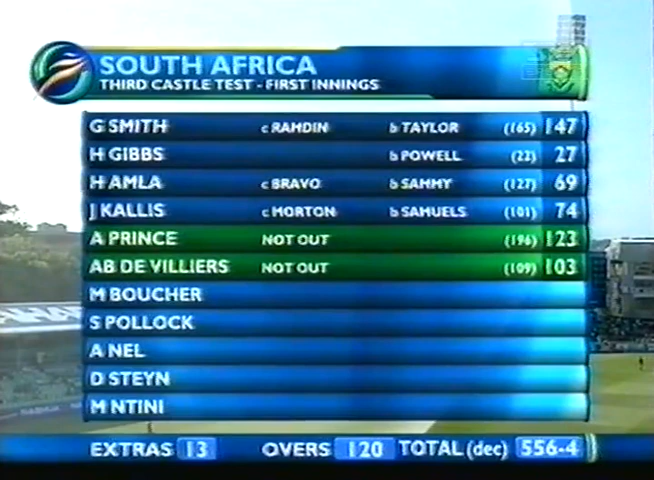 SOUTH AFRICA
THIRD CASTLE TEST - FIRST INNINGS
G SMITH c RAMDIN b TAYLOR (165) 147
H GIBBS b POWELL (22) 27
H AMLA c BRAVO b SAMMY (127) 69
J KALLIS c MORTON b SAMUELS (101) 74
A PRINCE NOT OUT (196) 123
AB DE VILLIERS NOT OUT (109) 103
M BOUCHER
S POLLOCK
A NEL
D STEYN
M NTINI
EXTRAS 13 OVERS 120 TOTAL (dec) 556-4